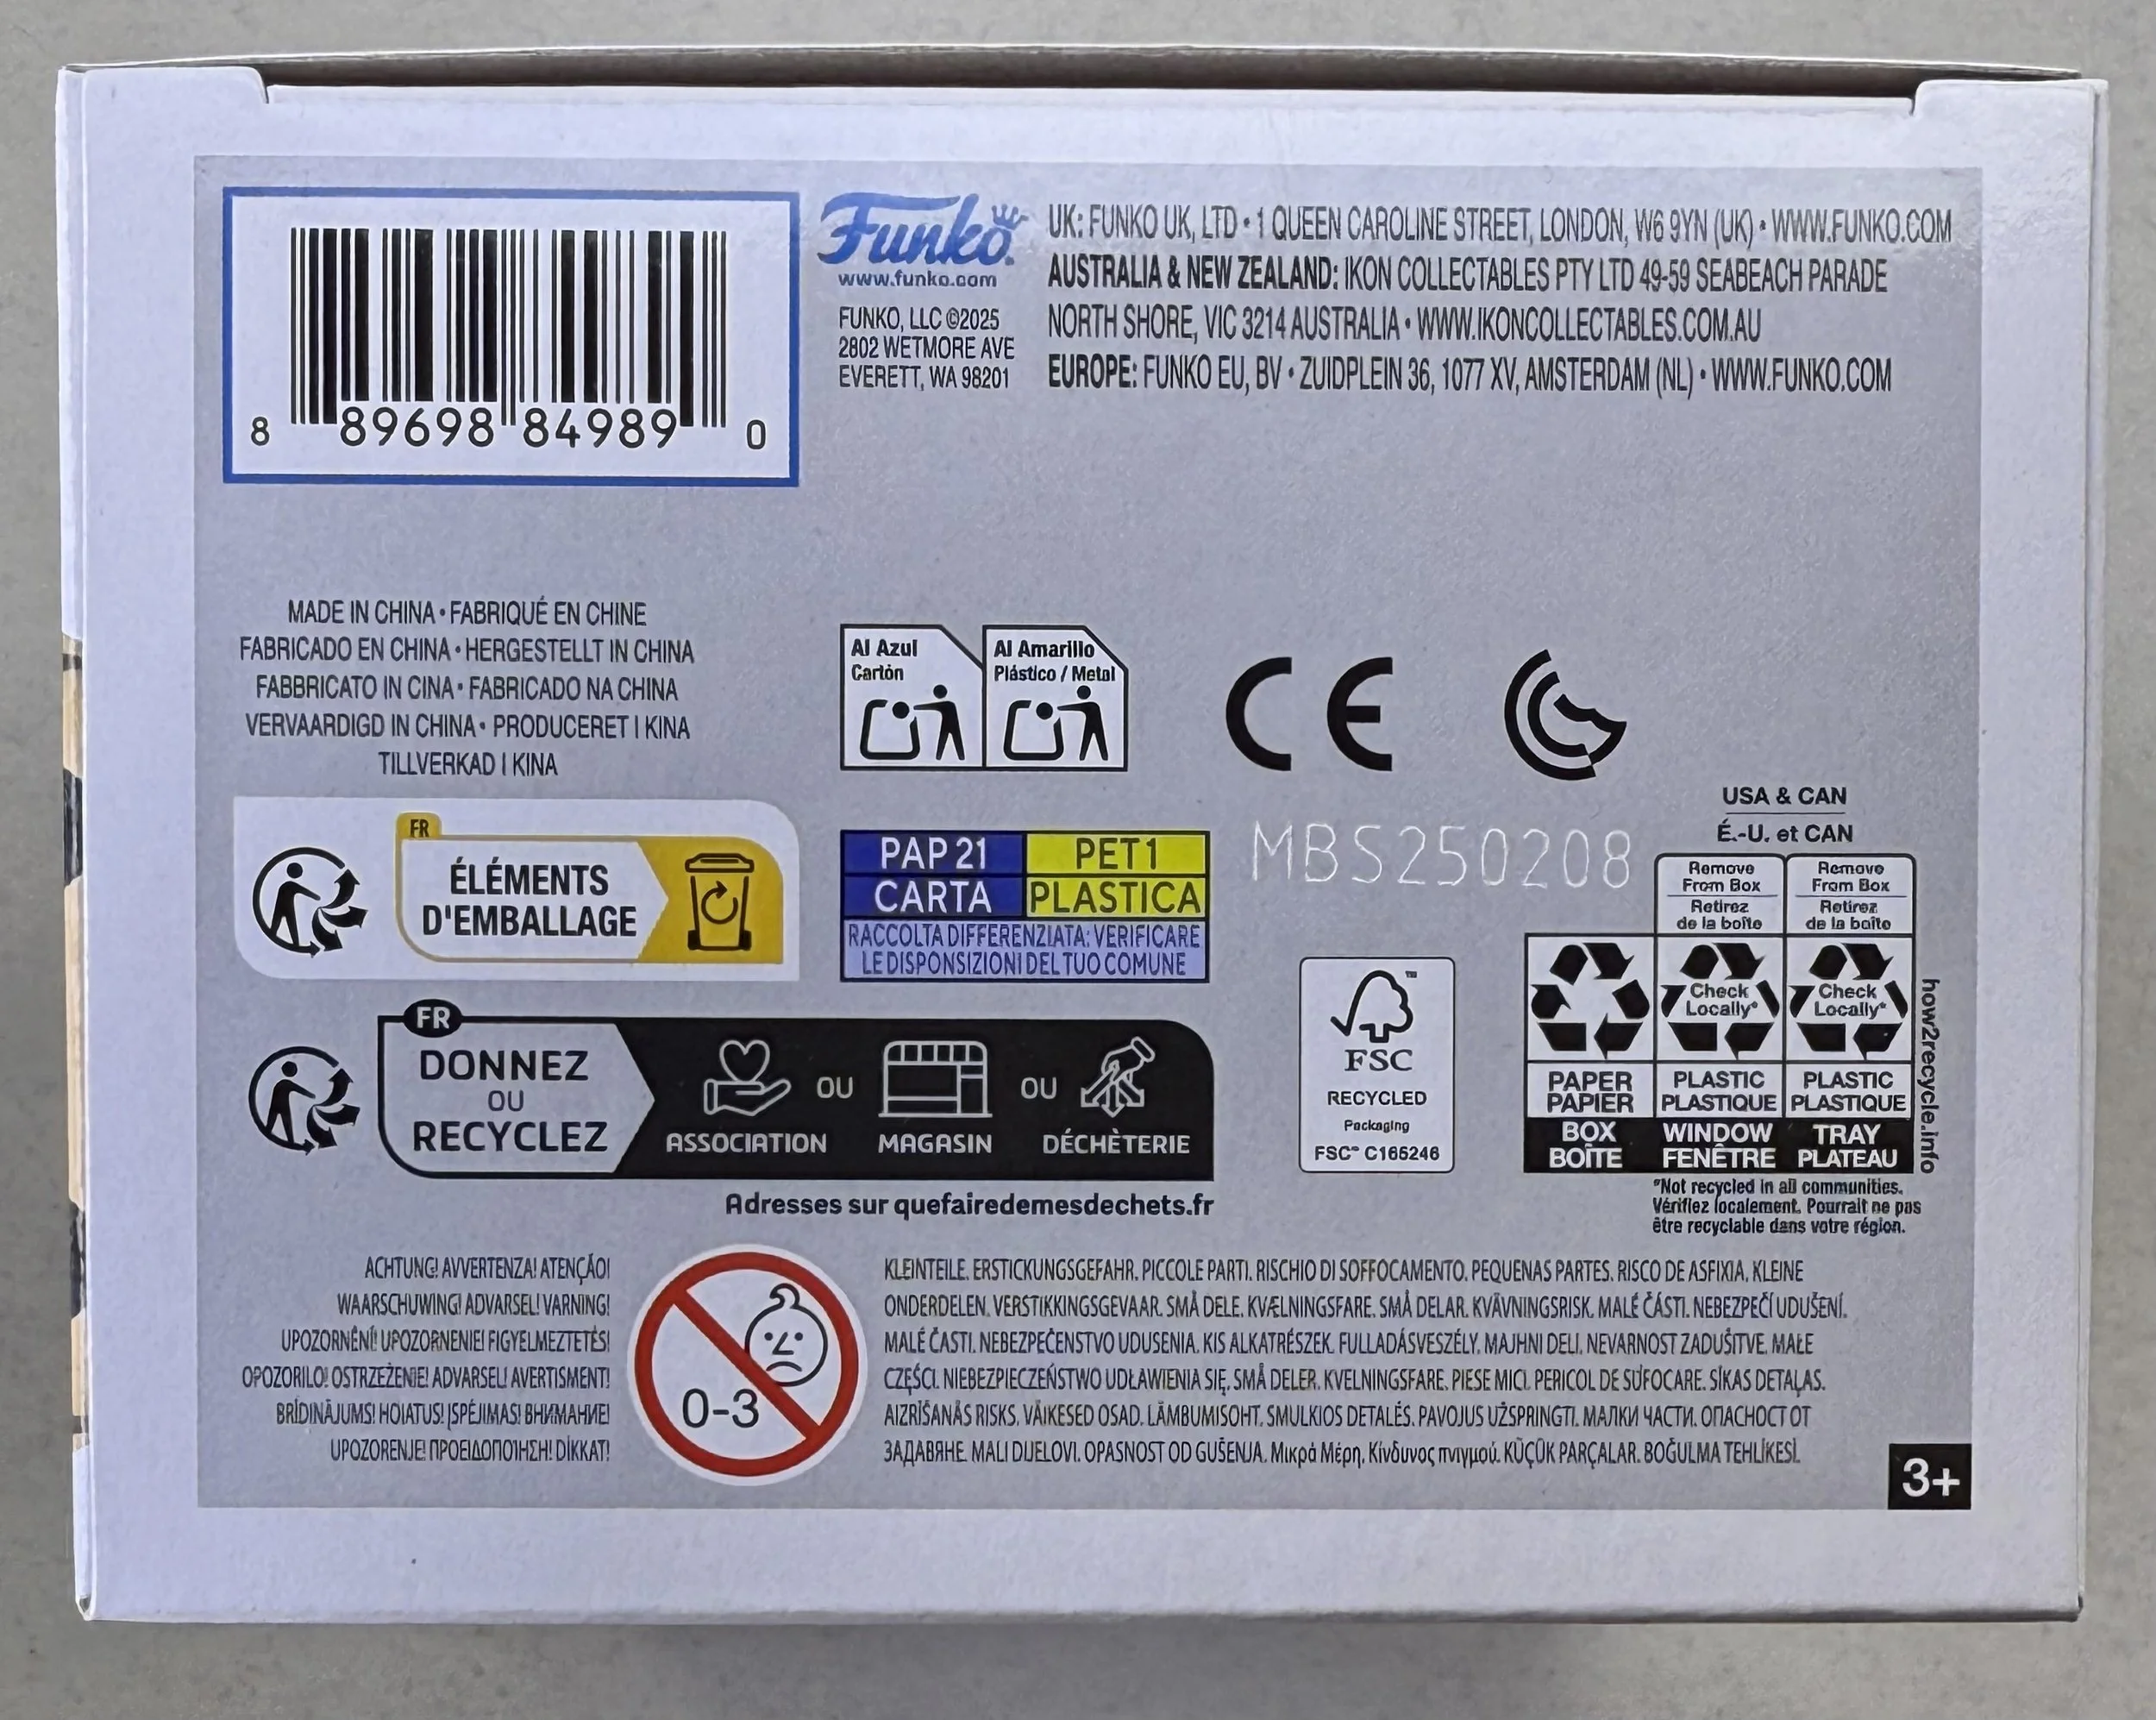 8 89698 84989 0
Funko
www.funko.com
FUNKO, LLC ©2025
2802 WETMORE AVE
EVERETT, WA 98201
UK: FUNKO UK, LTD • 1 QUEEN CAROLINE STREET, LONDON, W6 9YN (UK) • WWW.FUNKO.COM
AUSTRALIA & NEW ZEALAND: IKON COLLECTABLES PTY LTD 49-59 SEABEACH PARADE
NORTH SHORE, VIC 3214 AUSTRALIA • WWW.IKONCOLLECTABLES.COM.AU
EUROPE: FUNKO EU, BV • ZUIDPLEIN 36, 1077 XV, AMSTERDAM (NL) • WWW.FUNKO.COM
MADE IN CHINA • FABRIQUÉ EN CHINE
FABRICADO EN CHINA • HERGESTELLT IN CHINA
FABBRICATO IN CINA • FABRICADO NA CHINA
VERVAARDIGD IN CHINA • PRODUCERET I KINA
TILLVERKAD I KINA
Al Azul
Cartón
Al Amarillo
Plástico / Metal
CE
FR
ÉLÉMENTS
D'EMBALLAGE
PAP 21
CARTA
PET 1
PLASTICA
RACCOLTA DIFFERENZIATA: VERIFICARE
LE DISPONSIZIONI DEL TUO COMUNE
MBS250208
USA & CAN
É.-U. et CAN
Remove
From Box
Retirez
de la boîte
Remove
From Box
Retirez
de la boîte
Check
Locally*
Check
Locally*
PAPER
PAPIER
PLASTIC
PLASTIQUE
PLASTIC
PLASTIQUE
BOX
BOÎTE
WINDOW
FENÊTRE
TRAY
PLATEAU
how2recycle.info
*Not recycled in all communities.
Vérifiez localement. Pourrait ne pas
être recyclable dans votre région.
FSC™
RECYCLED
Packaging
FSC® C165246
FR
DONNEZ
OU
RECYCLEZ
ASSOCIATION
OU
MAGASIN
OU
DÉCHÈTERIE
Adresses sur quefairedemesdechets.fr
ACHTUNG! AVVERTENZA! ATENÇÃO!
WAARSCHUWING! ADVARSEL! VARNING!
UPOZORNĚNÍ! UPOZORNENIE! FIGYELMEZTETÉS!
OPOZORILO! OSTRZEŻENIE! ADVARSEL! AVERTISMENT!
BRĪDINĀJUMS! HOIATUS! ĮSPĖJIMAS! ВНИМАНИЕ!
UPOZORENJE! ΠΡΟΕΙΔΟΠΟΊΗΣΗ! DİKKAT!
0-3
KLEINTEILE. ERSTICKUNGSGEFAHR. PICCOLE PARTI. RISCHIO DI SOFFOCAMENTO. PEQUENAS PARTES. RISCO DE ASFIXIA. KLEINE
ONDERDELEN. VERSTIKKINGSGEVAAR. SMÅ DELE. KVÆLNINGSFARE. SMÅ DELAR. KVÄVNINGSRISK. MALÉ ČÁSTI. NEBEZPEČÍ UDUŠENÍ.
MALÉ ČASTI. NEBEZPEČENSTVO UDUSENIA. KIS ALKATRÉSZEK. FULLADÁSVESZÉLY. MAJHNI DELI. NEVARNOST ZADUŠITVE. MAŁE
CZĘŚCI. NIEBEZPIECZEŃSTWO UDŁAWIENIA SIĘ. SMÅ DELER. KVELNINGSFARE. PIESE MICI. PERICOL DE SUFOCARE. SĪKAS DETAĻAS.
AIZRĪŠANĀS RISKS. VÄIKESED OSAD. LÄMBUMISOHT. SMULKIOS DETALĖS. PAVOJUS UŽSPRINGTI. МАЛКИ ЧАСТИ. ОПАСНОСТ ОТ
ЗАДАВЯНЕ. MALI DIJELOVI. OPASNOST OD GUŠENJA. Μικρά Μέρη. Κίνδυνος πνιγμού. KÜÇÜK PARÇALAR. BOĞULMA TEHLİKESİ.
3+